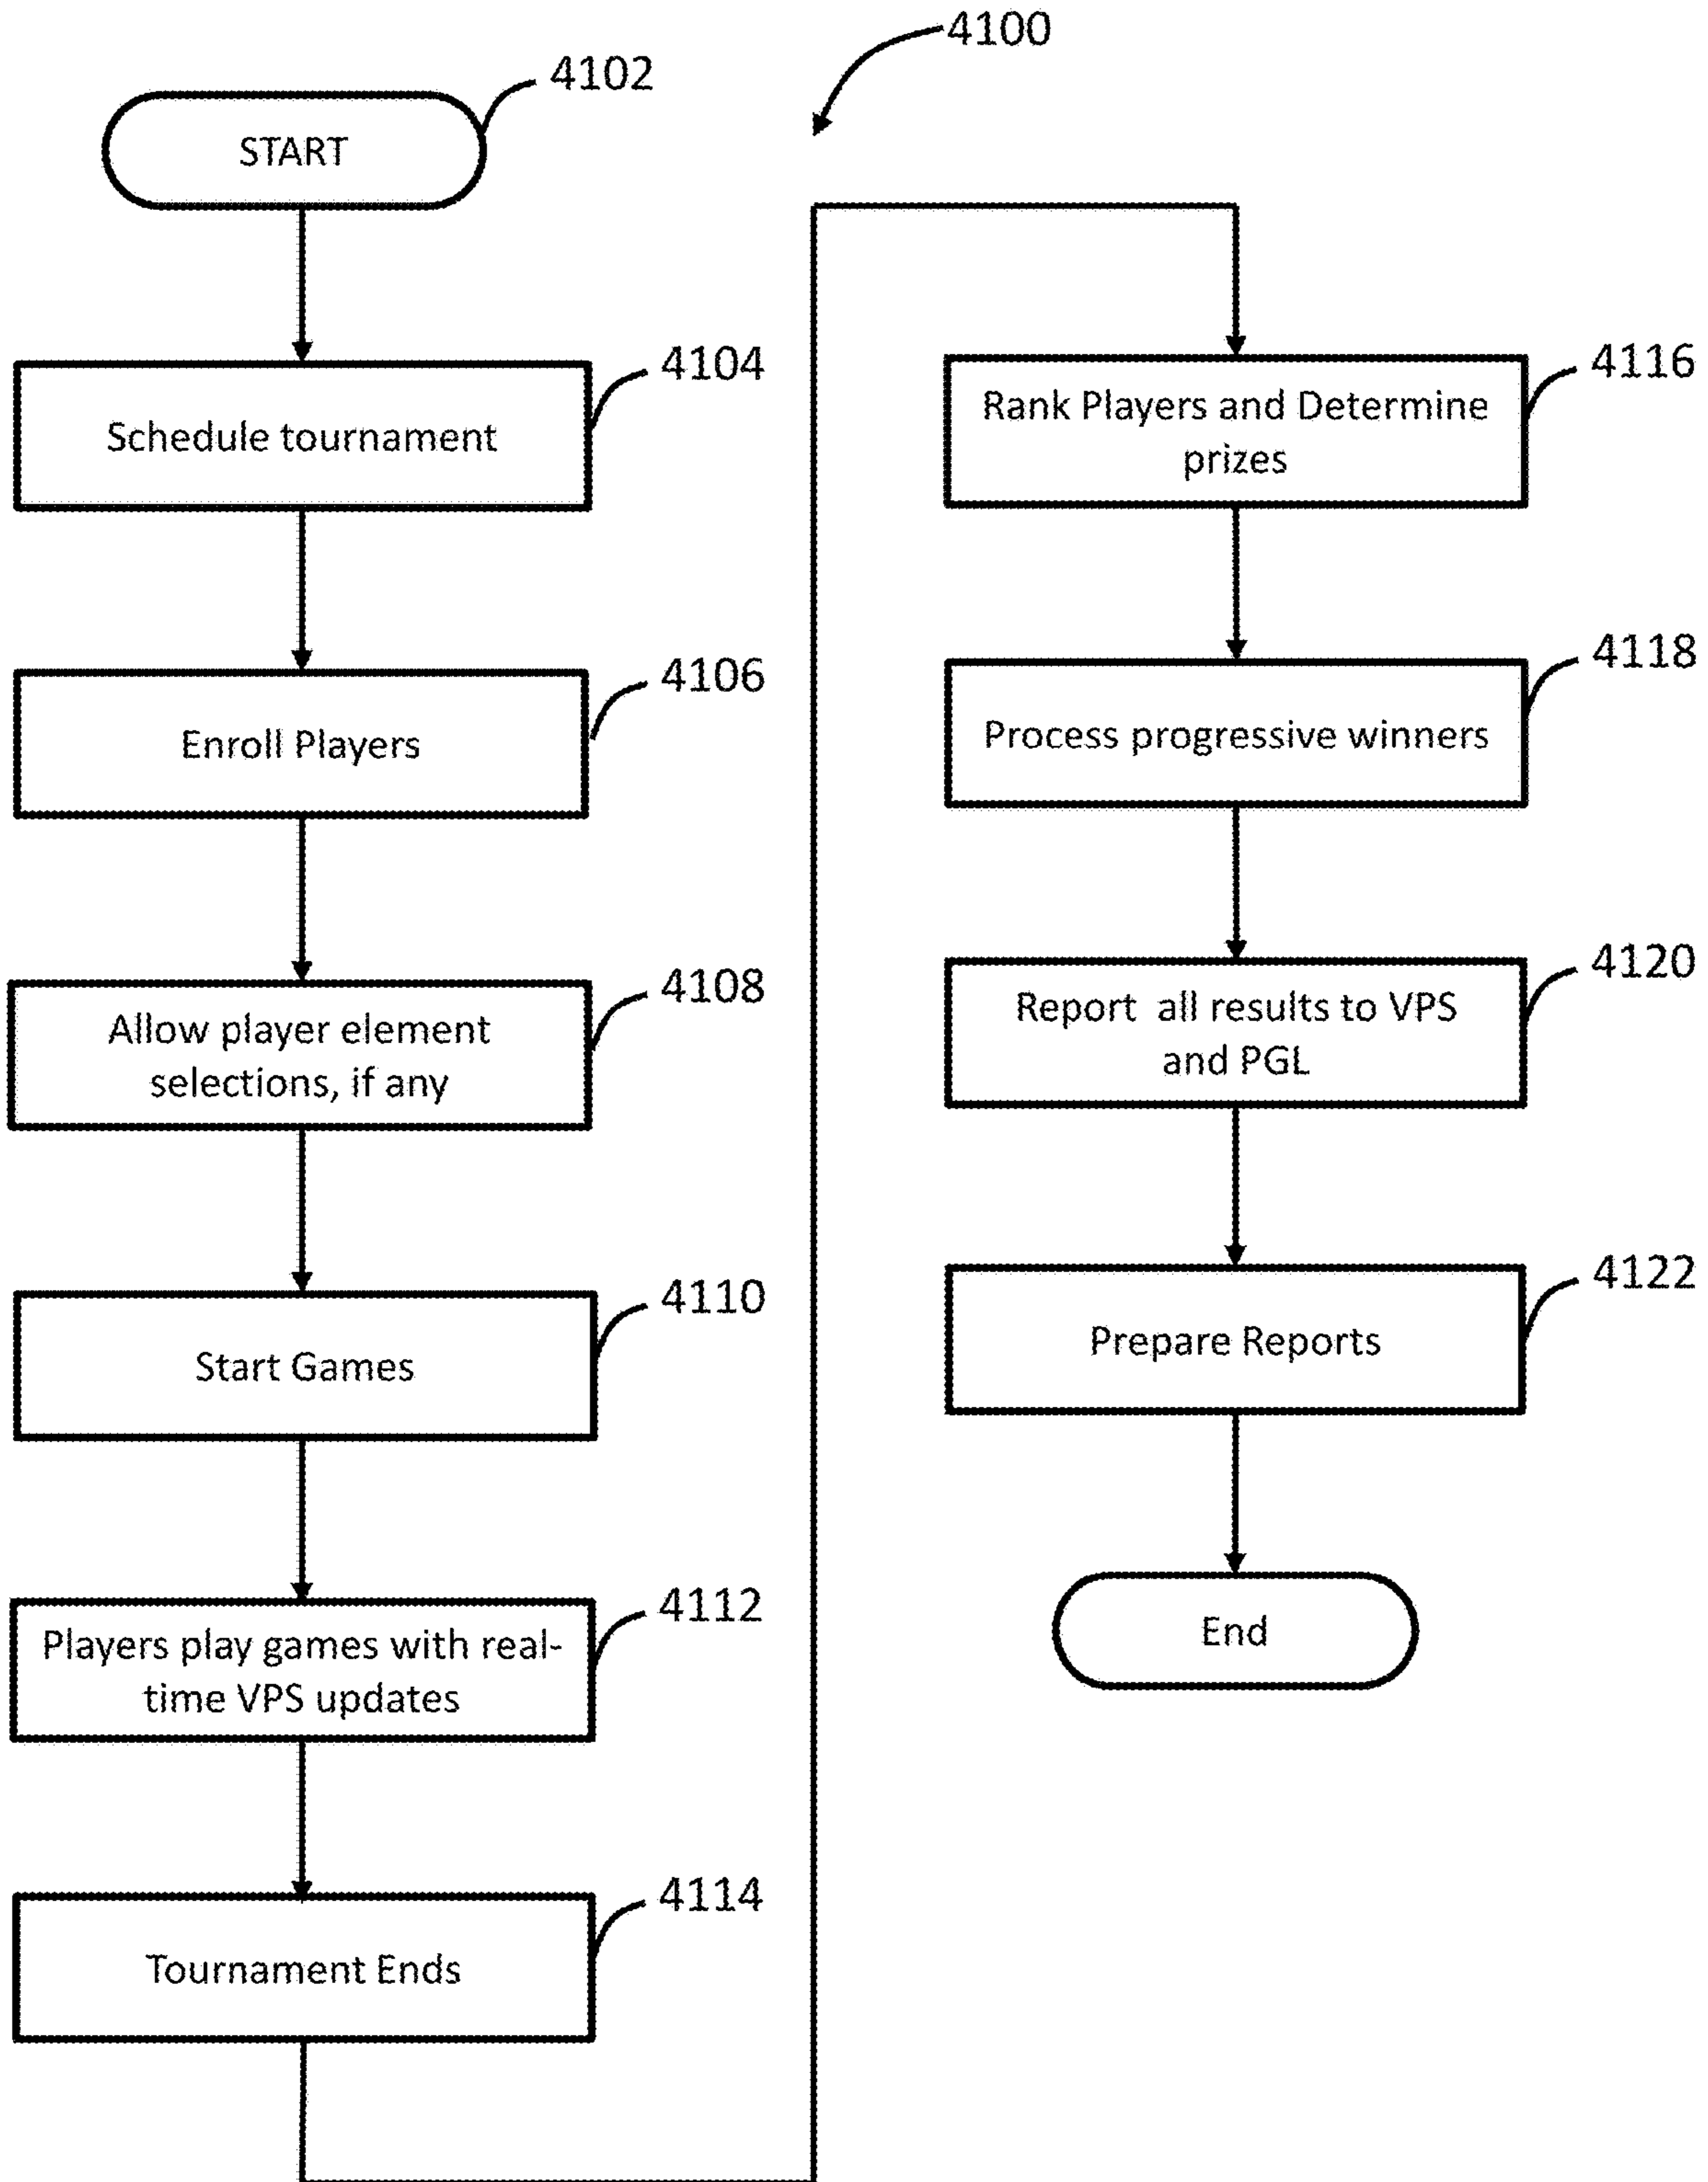 4100
4102
START
4104
Schedule tournament
4106
Enroll Players
4108
Allow player element
selections, if any
4110
Start Games
4112
Players play games with real-
time VPS updates
4114
Tournament Ends
4116
Rank Players and Determine
prizes
4118
Process progressive winners
4120
Report all results to VPS
and PGL
4122
Prepare Reports
End